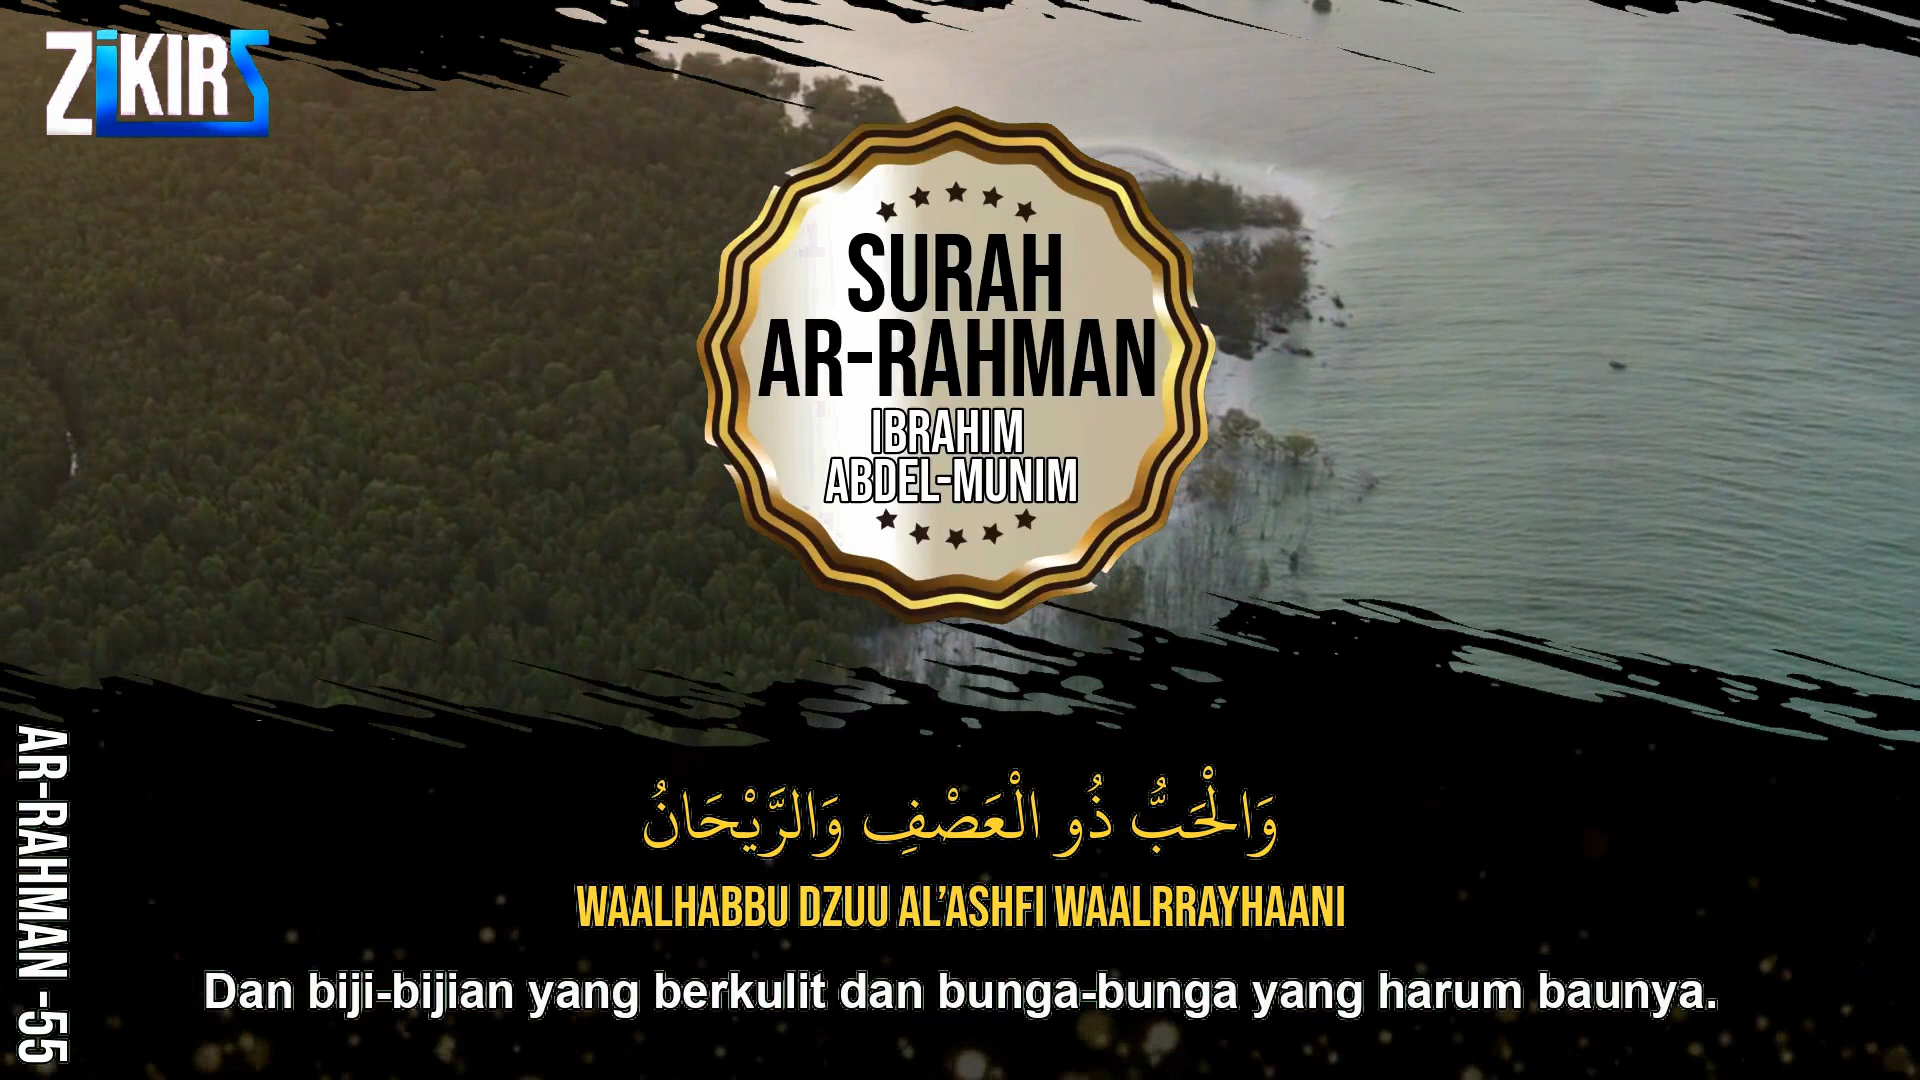 ZiKIRS
SURAH
AR-RAHMAN
IBRAHIM
ABDEL-MUNIM
وَالْحَبُّ ذُو الْعَصْفِ وَالرَّيْحَانُ
WAALHABBU DZUU AL'ASHFI WAALRRAYHAANI
Dan biji-bijian yang berkulit dan bunga-bunga yang harum baunya.
AR-RAHMAN -55